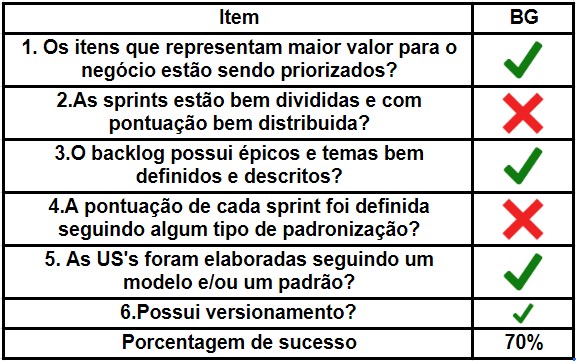 Item BG
1. Os itens que representam maior valor para o
negócio estão sendo priorizados?
2.As sprints estão bem divididas e com
pontuação bem distribuida?
3.O backlog possui épicos e temas bem
definidos e descritos?
4.A pontuação de cada sprint foi definida
seguindo algum tipo de padronização?
5. As US's foram elaboradas seguindo um
modelo e/ou um padrão?
6.Possui versionamento?
Porcentagem de sucesso 70%